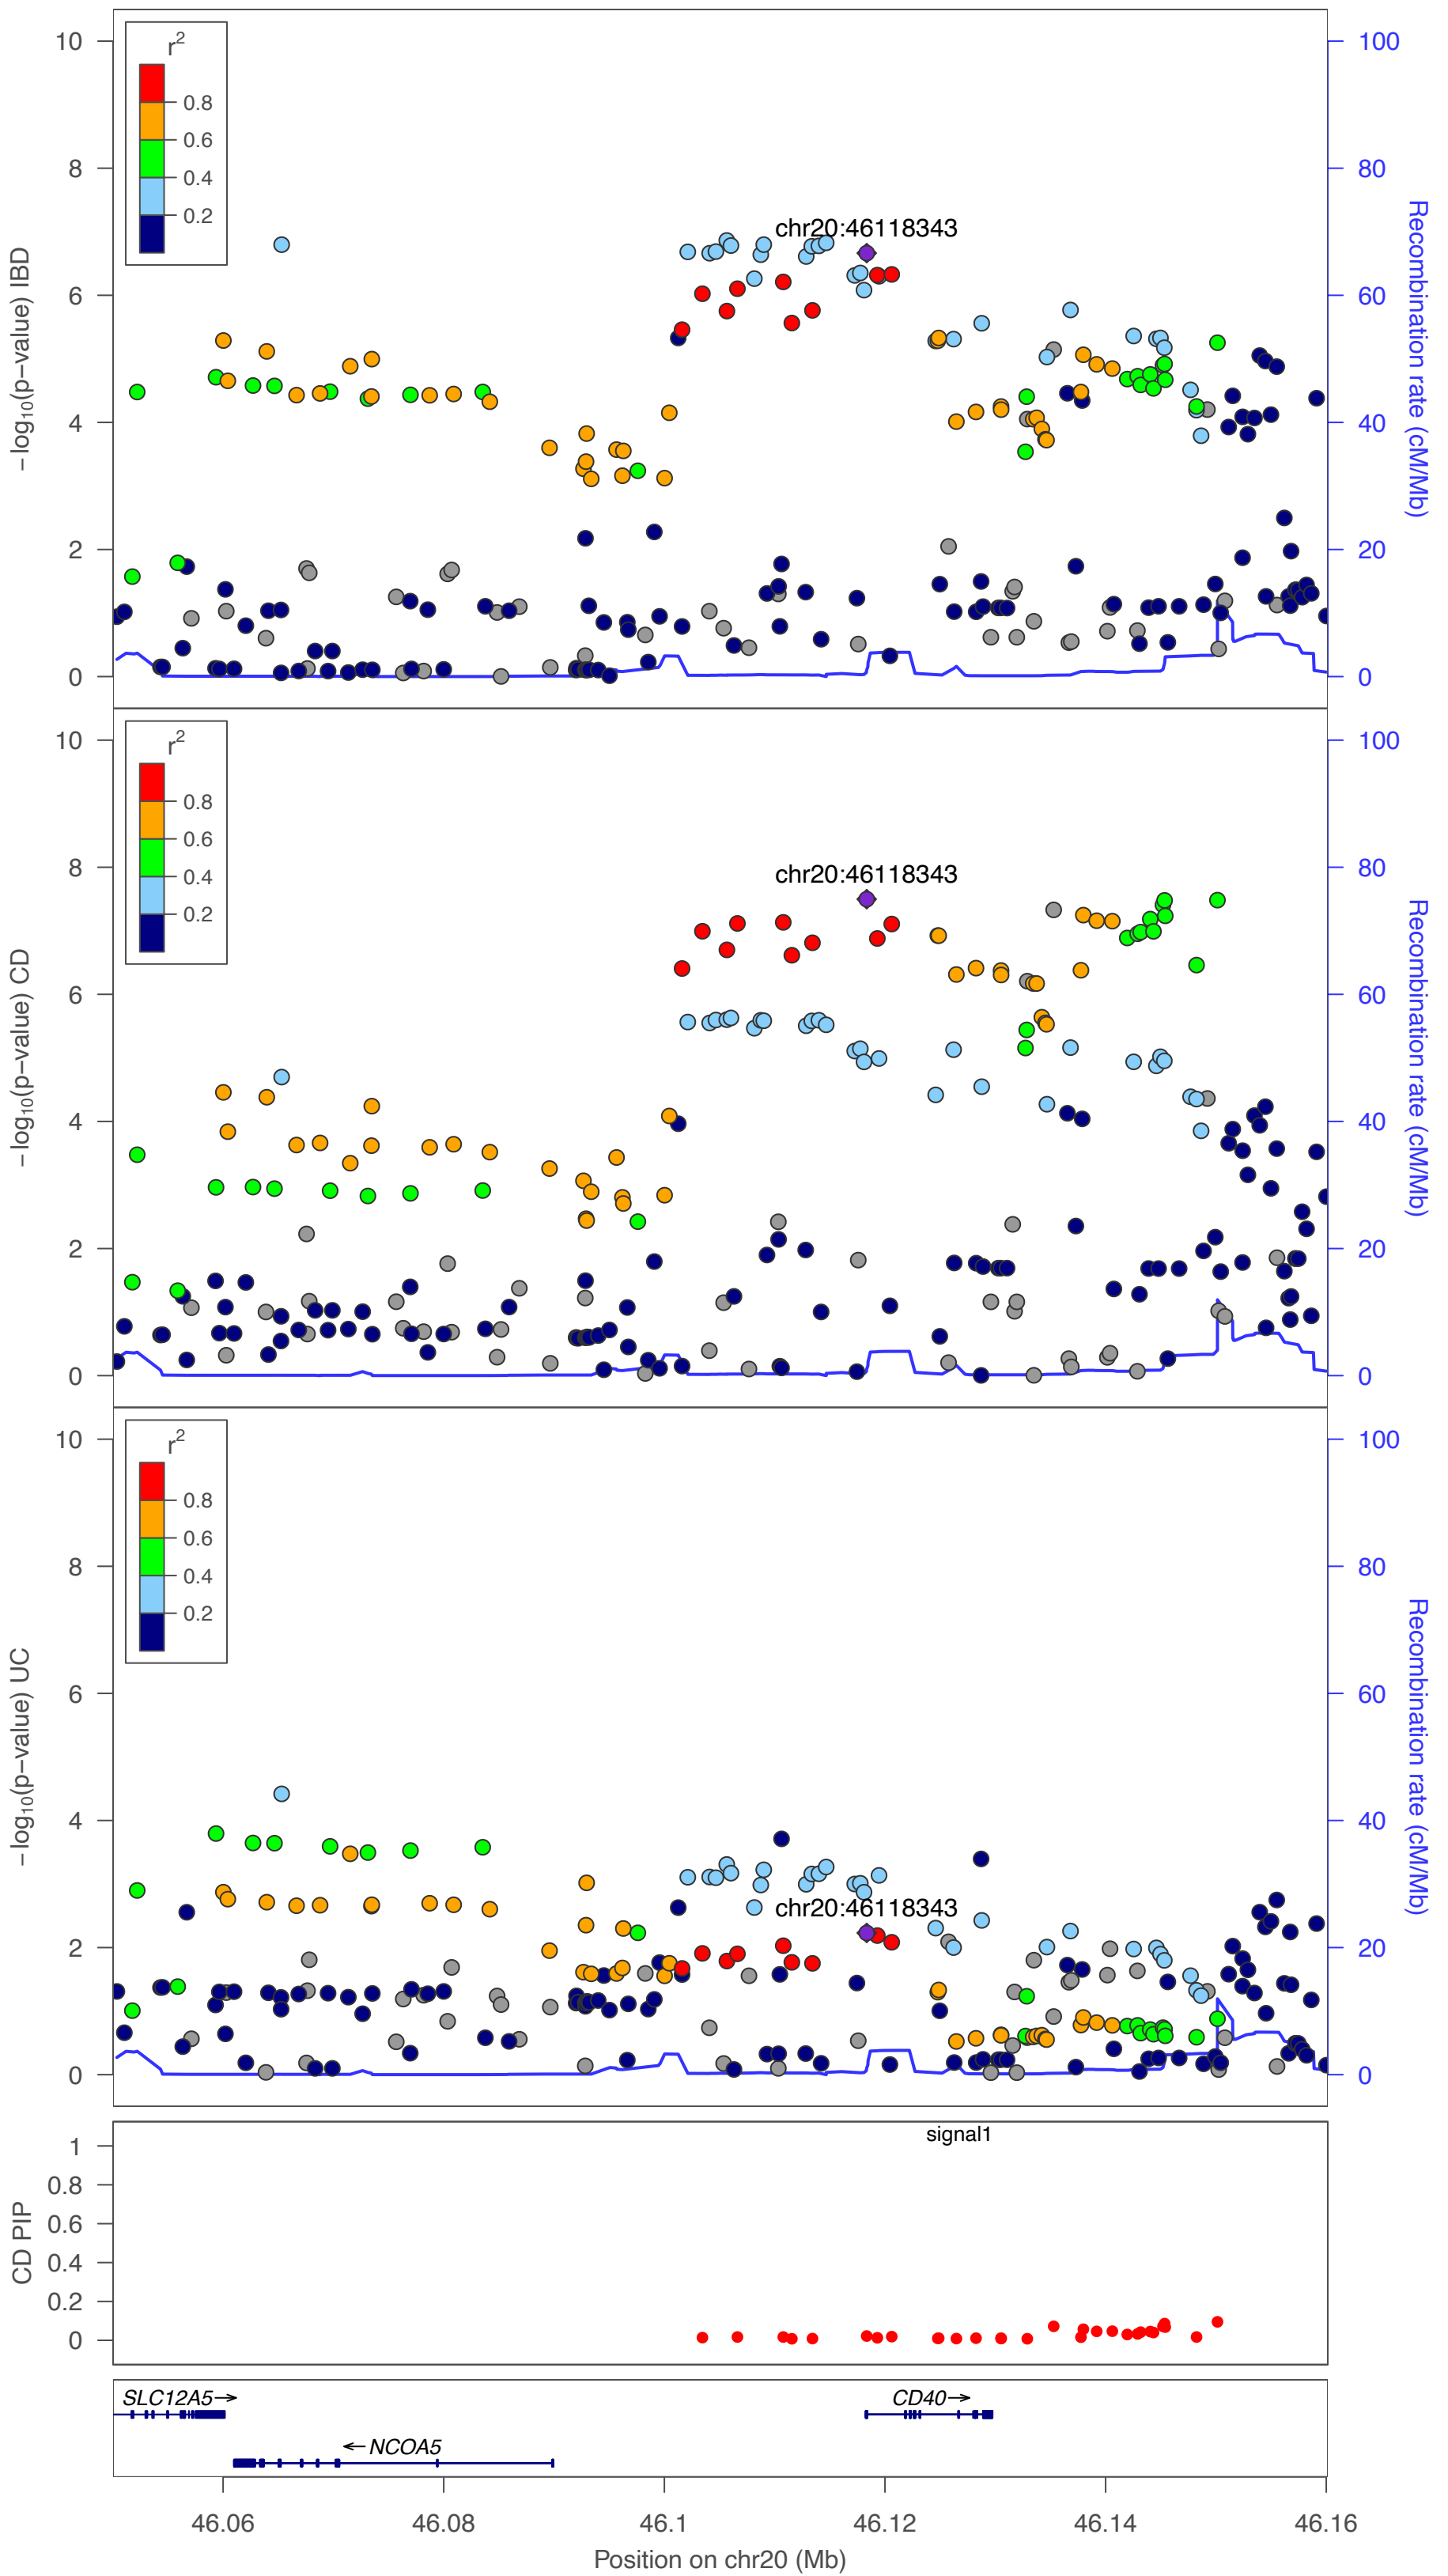 10
8
6
4
2
0
−log10(p−value) IBD
r2
0.8
0.6
0.4
0.2
chr20:46118343
100
80
60
40
20
0
Recombination rate (cM/Mb)
10
8
6
4
2
0
−log10(p−value) CD
r2
0.8
0.6
0.4
0.2
chr20:46118343
100
80
60
40
20
0
Recombination rate (cM/Mb)
10
8
6
4
2
0
−log10(p−value) UC
r2
0.8
0.6
0.4
0.2
chr20:46118343
100
80
60
40
20
0
Recombination rate (cM/Mb)
signal1
1
0.8
0.6
0.4
0.2
0
CD PIP
SLC12A5→
CD40→
←NCOA5
46.06 46.08 46.1 46.12 46.14 46.16
Position on chr20 (Mb)